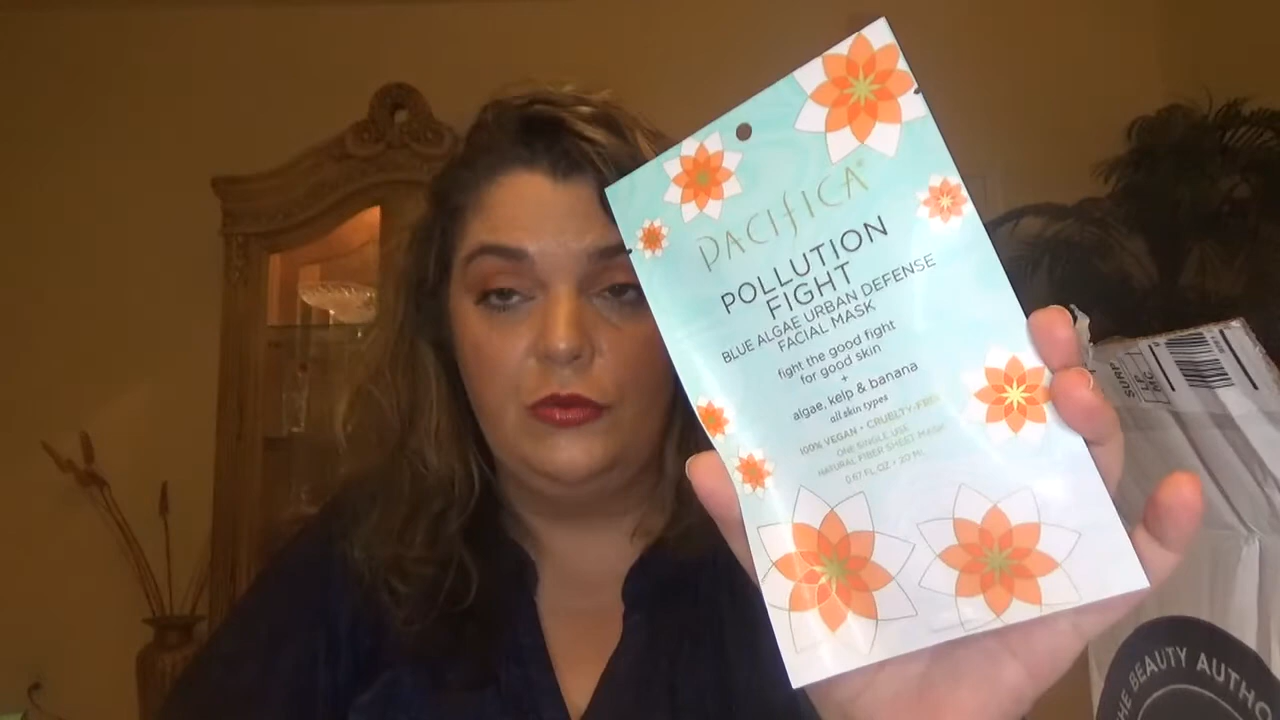 PACIFICA
POLLUTION
FIGHT
BLUE ALGAE URBAN DEFENSE
FACIAL MASK
fight the good fight
for good skin
+
algae, kelp & banana
all skin types
100% VEGAN • CRUELTY-FREE
ONE SINGLE USE
NATURAL FIBER SHEET MASK
0.67 FL OZ • 20 ML
SURP
THE BEAUTY AUTHO